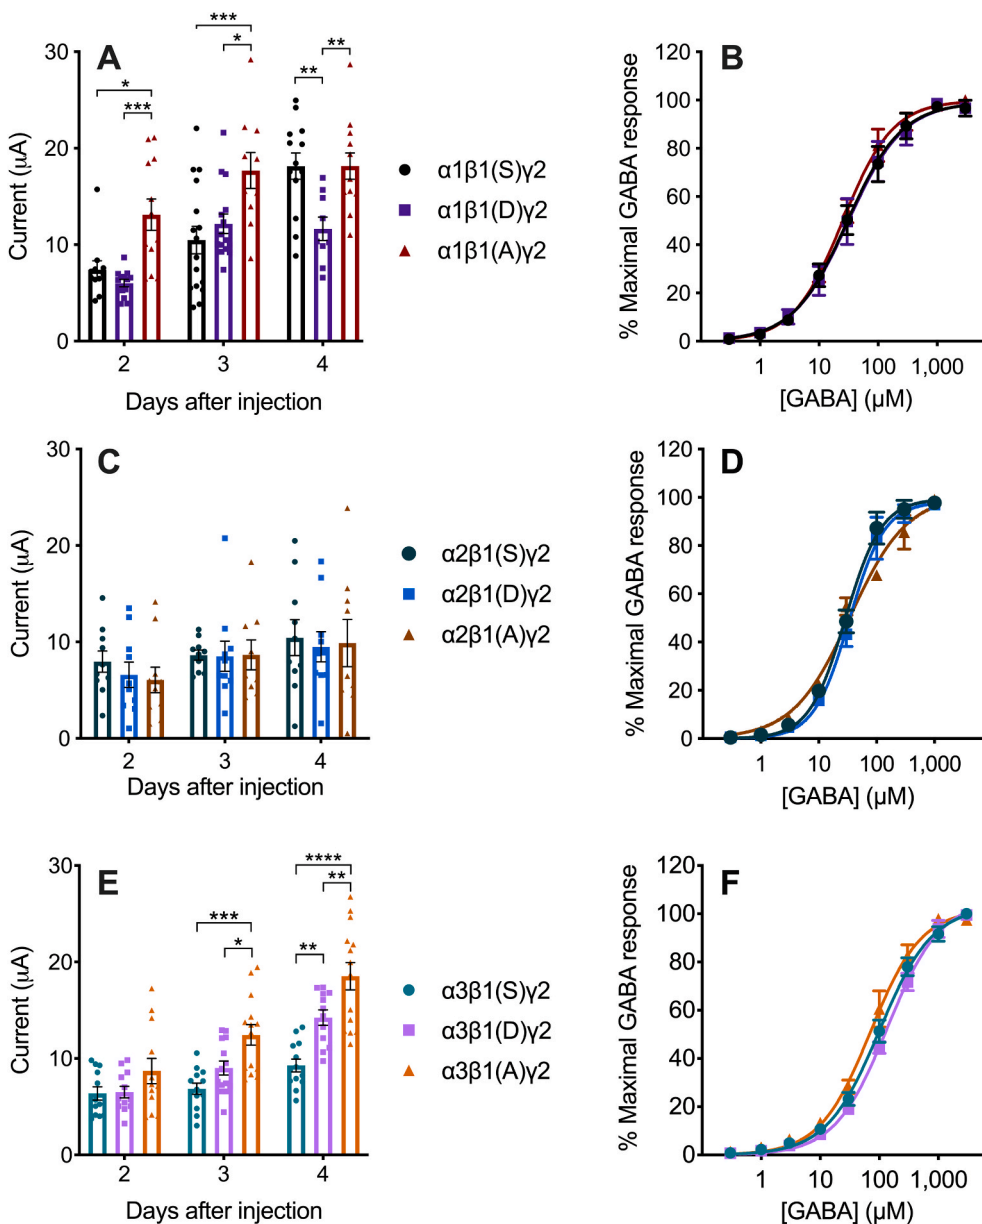 A
Current (μA)
30
20
10
0
*
***
***
*
**
**
2
3
4
Days after injection
α1β1(S)γ2
α1β1(D)γ2
α1β1(A)γ2
B
% Maximal GABA response
120
100
80
60
40
20
0
1
10
100
1,000
[GABA] (μM)
C
Current (μA)
30
20
10
0
2
3
4
Days after injection
α2β1(S)γ2
α2β1(D)γ2
α2β1(A)γ2
D
% Maximal GABA response
120
100
80
60
40
20
0
1
10
100
1,000
[GABA] (μM)
E
Current (μA)
30
20
10
0
***
*
****
**
**
2
3
4
Days after injection
α3β1(S)γ2
α3β1(D)γ2
α3β1(A)γ2
F
% Maximal GABA response
120
100
80
60
40
20
0
1
10
100
1,000
[GABA] (μM)